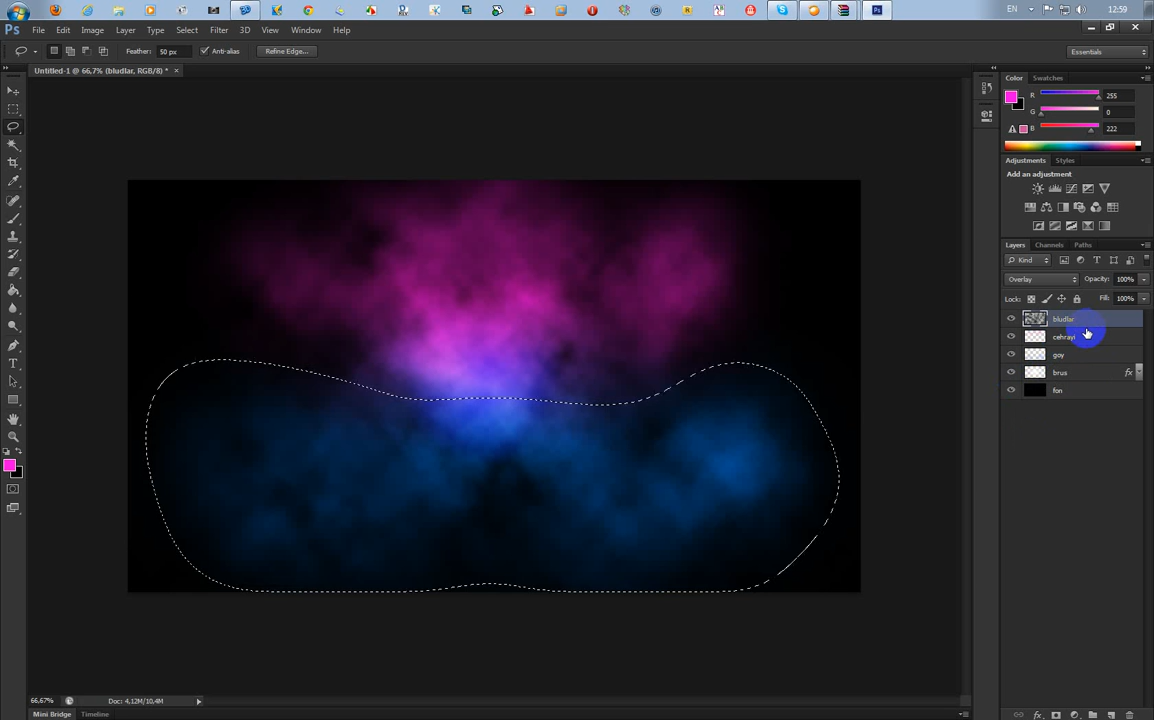 EN
12:59
Ps File Edit Image Layer Type Select Filter 3D View Window Help
Feather: 50 px Anti-alias Refine Edge... Essentials
Untitled-1 @ 66,7% (bludlar, RGB/8) *
Color Swatches
R 255
G 0
B 222
Adjustments Styles
Add an adjustment
Layers Channels Paths
Kind
Overlay Opacity: 100%
Lock: Fill: 100%
bludlar
cehrayi
goy
brus fx
fon
66,67% Doc: 4,12M/10,4M
Mini Bridge Timeline